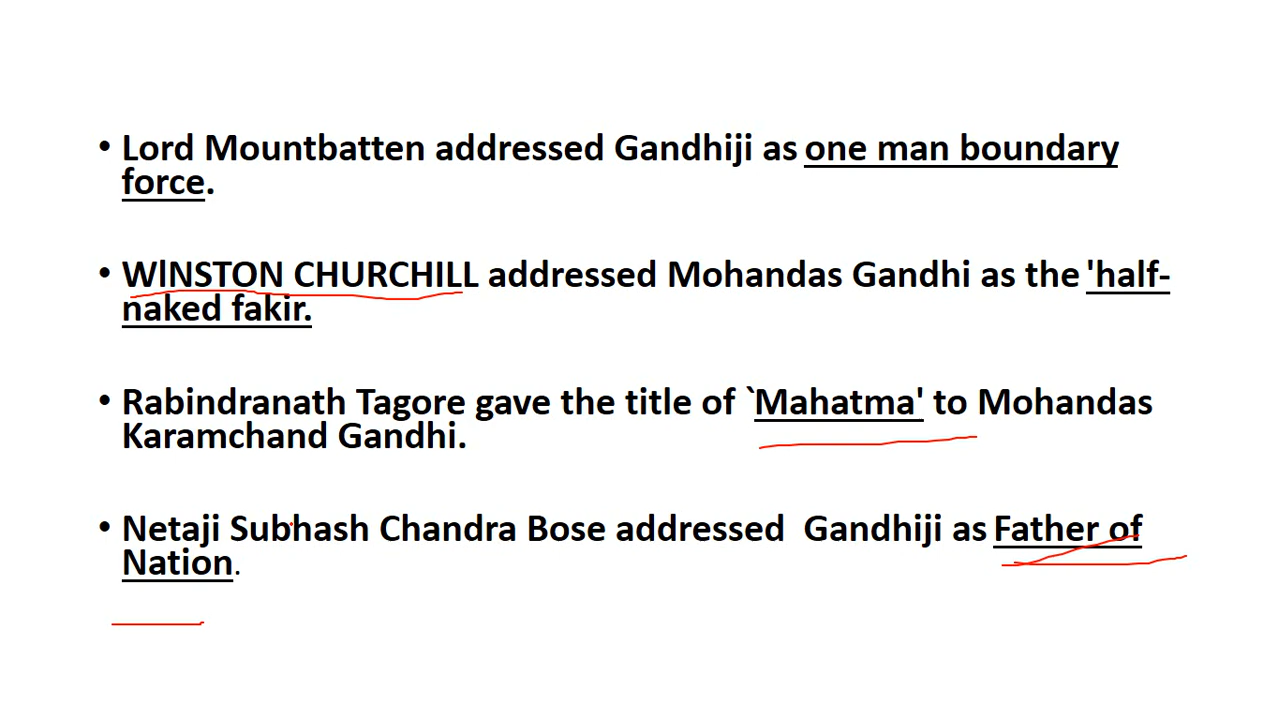 • Lord Mountbatten addressed Gandhiji as one man boundary
force.
• WlNSTON CHURCHILL addressed Mohandas Gandhi as the 'half-
naked fakir.
• Rabindranath Tagore gave the title of `Mahatma' to Mohandas
Karamchand Gandhi.
• Netaji Subhash Chandra Bose addressed  Gandhiji as Father of
Nation.